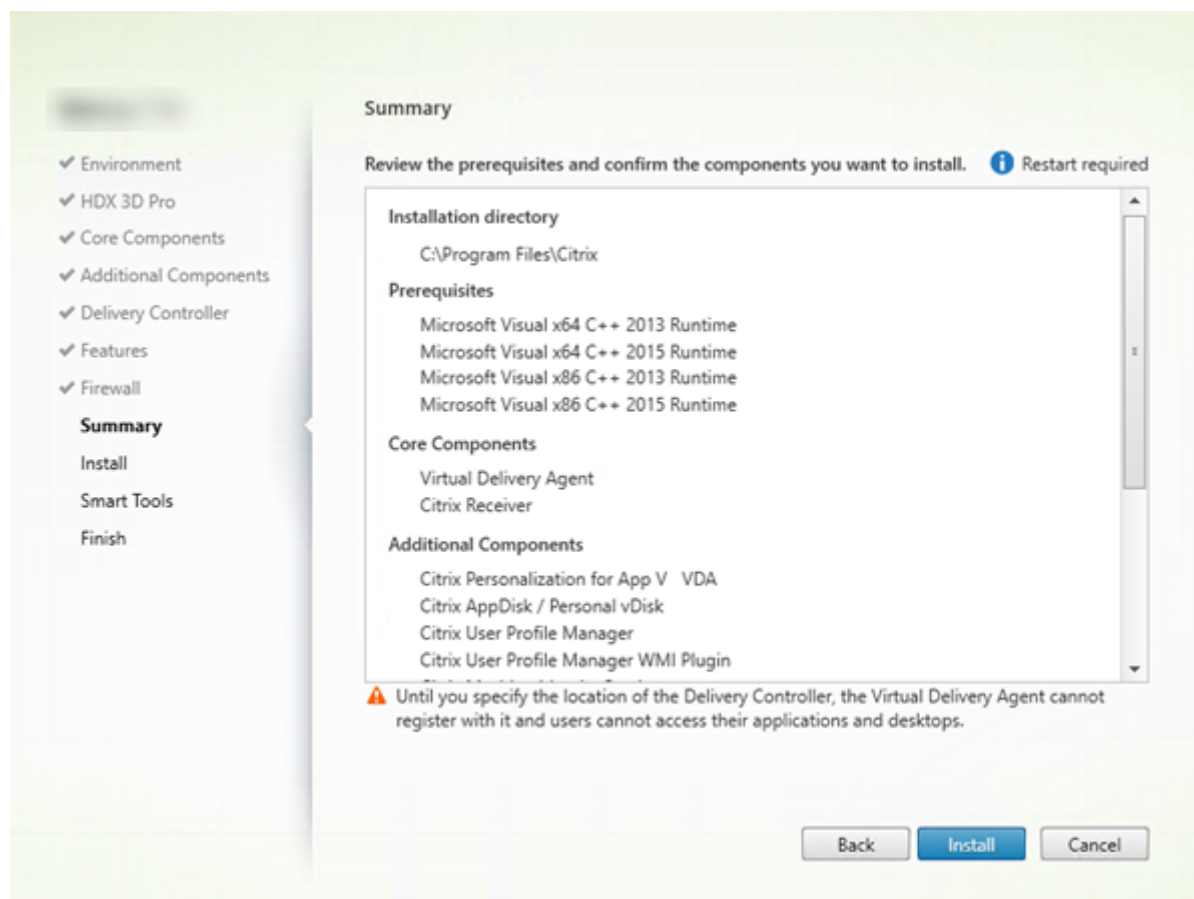 Summary
Environment
HDX 3D Pro
Core Components
Additional Components
Delivery Controller
Features
Firewall
Summary
Install
Smart Tools
Finish
Review the prerequisites and confirm the components you want to install.
Restart required
Installation directory
C:\Program Files\Citrix
Prerequisites
Microsoft Visual x64 C++ 2013 Runtime
Microsoft Visual x64 C++ 2015 Runtime
Microsoft Visual x86 C++ 2013 Runtime
Microsoft Visual x86 C++ 2015 Runtime
Core Components
Virtual Delivery Agent
Citrix Receiver
Additional Components
Citrix Personalization for App V VDA
Citrix AppDisk / Personal vDisk
Citrix User Profile Manager
Citrix User Profile Manager WMI Plugin
Until you specify the location of the Delivery Controller, the Virtual Delivery Agent cannot
register with it and users cannot access their applications and desktops.
Back
Install
Cancel